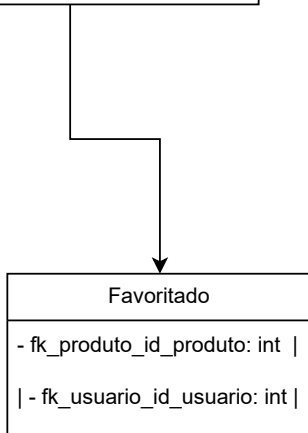 Favoritado
- fk_produto_id_produto: int |
| - fk_usuario_id_usuario: int |